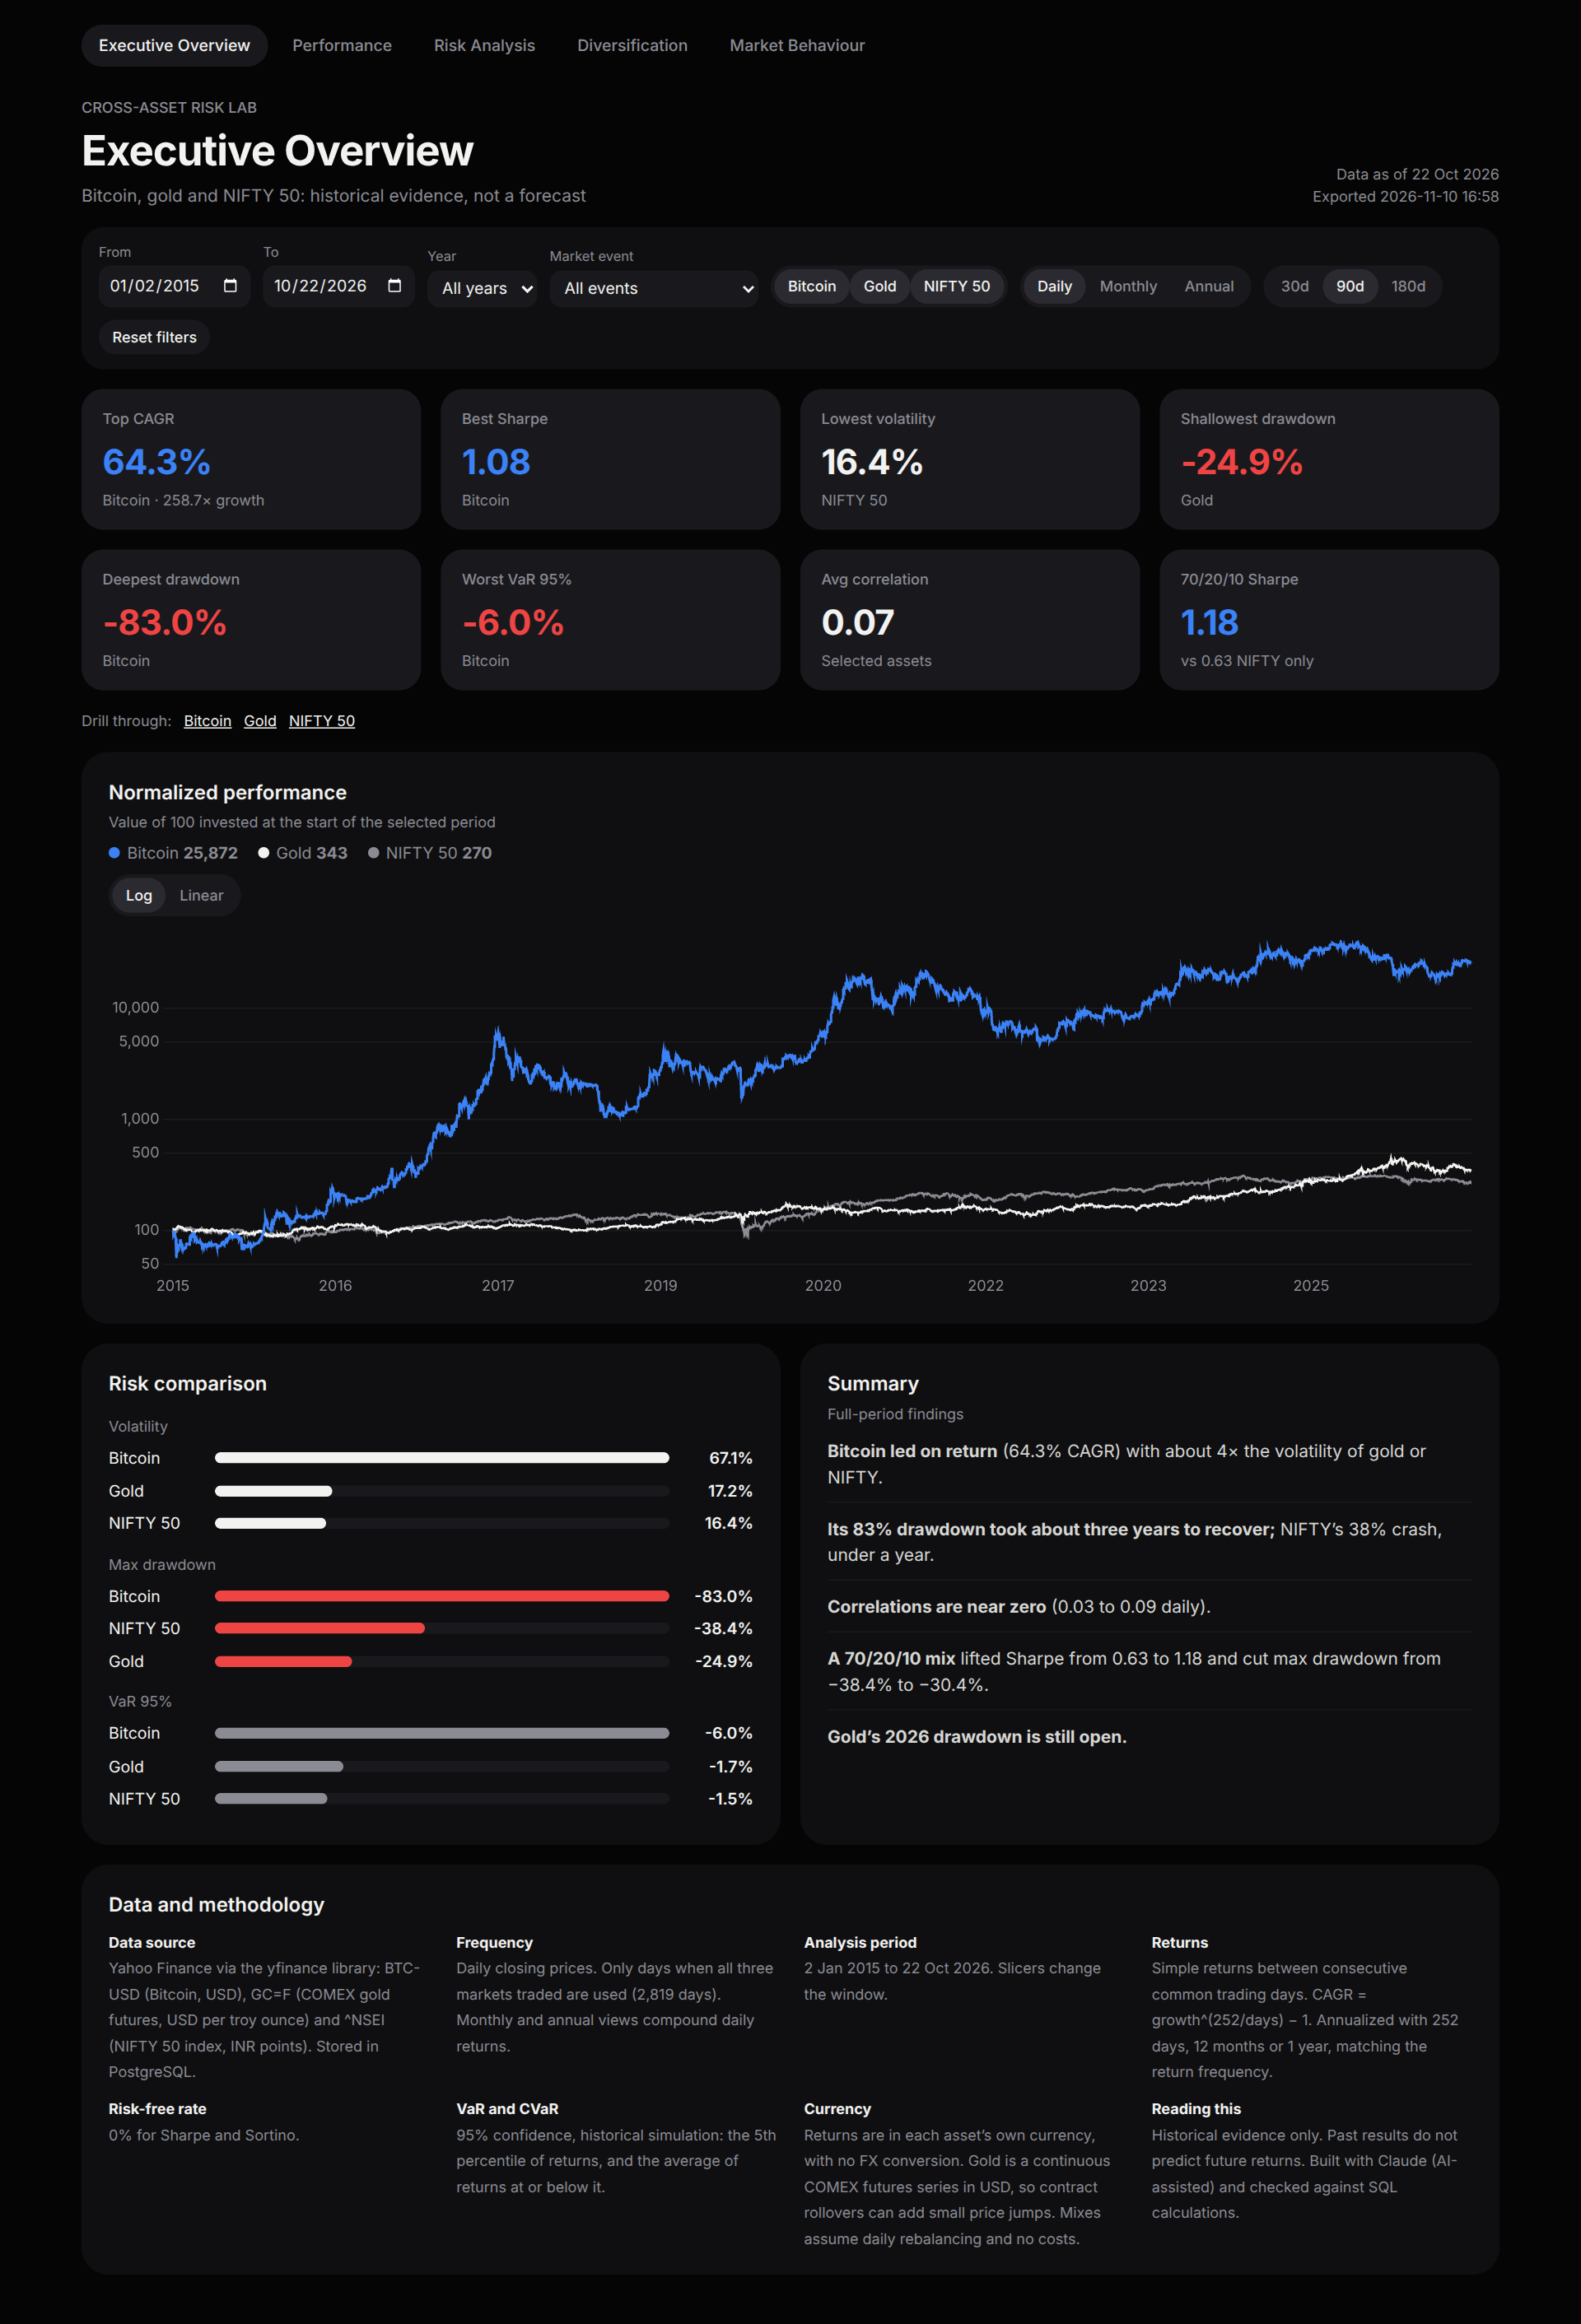 Executive Overview
Performance
Risk Analysis
Diversification
Market Behaviour
CROSS-ASSET RISK LAB
Executive Overview
Bitcoin, gold and NIFTY 50: historical evidence, not a forecast
Data as of 22 Oct 2026
Exported 2026-11-10 16:58
From
To
Year
Market event
01/02/2015
10/22/2026
All years
All events
Bitcoin
Gold
NIFTY 50
Daily
Monthly
Annual
30d
90d
180d
Reset filters
Top CAGR
64.3%
Bitcoin · 258.7× growth
Best Sharpe
1.08
Bitcoin
Lowest volatility
16.4%
NIFTY 50
Shallowest drawdown
-24.9%
Gold
Deepest drawdown
-83.0%
Bitcoin
Worst VaR 95%
-6.0%
Bitcoin
Avg correlation
0.07
Selected assets
70/20/10 Sharpe
1.18
vs 0.63 NIFTY only
Drill through: Bitcoin Gold NIFTY 50
Normalized performance
Value of 100 invested at the start of the selected period
Bitcoin 25,872 Gold 343 NIFTY 50 270
Log
Linear
10,000
5,000
1,000
500
100
50
2015
2016
2017
2019
2020
2022
2023
2025
Risk comparison
Volatility
Bitcoin 67.1%
Gold 17.2%
NIFTY 50 16.4%
Max drawdown
Bitcoin -83.0%
NIFTY 50 -38.4%
Gold -24.9%
VaR 95%
Bitcoin -6.0%
Gold -1.7%
NIFTY 50 -1.5%
Summary
Full-period findings
Bitcoin led on return (64.3% CAGR) with about 4× the volatility of gold or
NIFTY.
Its 83% drawdown took about three years to recover; NIFTY’s 38% crash,
under a year.
Correlations are near zero (0.03 to 0.09 daily).
A 70/20/10 mix lifted Sharpe from 0.63 to 1.18 and cut max drawdown from
−38.4% to −30.4%.
Gold’s 2026 drawdown is still open.
Data and methodology
Data source
Yahoo Finance via the yfinance library: BTC-
USD (Bitcoin, USD), GC=F (COMEX gold
futures, USD per troy ounce) and ^NSEI
(NIFTY 50 index, INR points). Stored in
PostgreSQL.
Frequency
Daily closing prices. Only days when all three
markets traded are used (2,819 days).
Monthly and annual views compound daily
returns.
Analysis period
2 Jan 2015 to 22 Oct 2026. Slicers change
the window.
Returns
Simple returns between consecutive
common trading days. CAGR =
growth^(252/days) − 1. Annualized with 252
days, 12 months or 1 year, matching the
return frequency.
Risk-free rate
0% for Sharpe and Sortino.
VaR and CVaR
95% confidence, historical simulation: the 5th
percentile of returns, and the average of
returns at or below it.
Currency
Returns are in each asset’s own currency,
with no FX conversion. Gold is a continuous
COMEX futures series in USD, so contract
rollovers can add small price jumps. Mixes
assume daily rebalancing and no costs.
Reading this
Historical evidence only. Past results do not
predict future returns. Built with Claude (AI-
assisted) and checked against SQL
calculations.